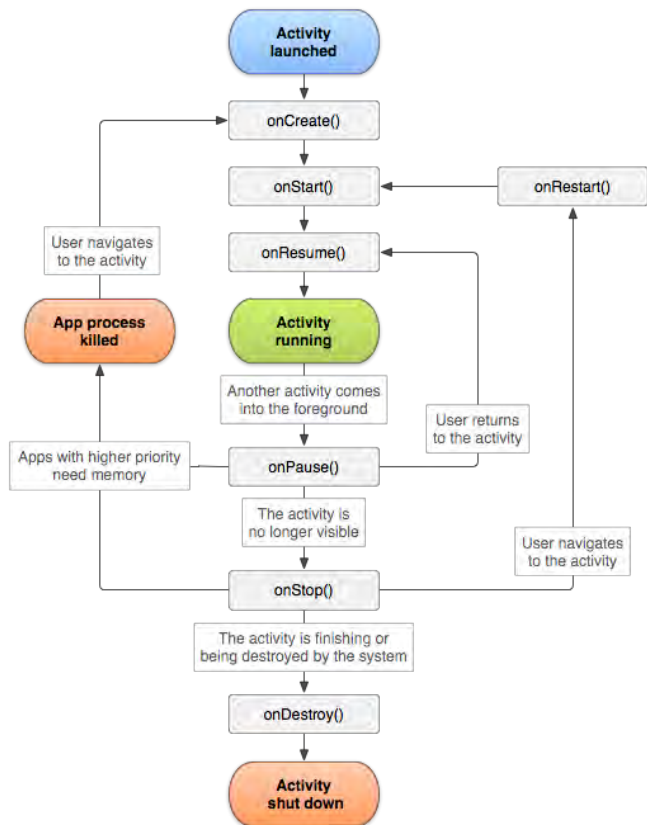 Activity
launched
onCreate()
onStart()
onRestart()
User navigates
to the activity
onResume()
App process
killed
Activity
running
Another activity comes
into the foreground
User returns
to the activity
Apps with higher priority
need memory
onPause()
The activity is
no longer visible
User navigates
to the activity
onStop()
The activity is finishing or
being destroyed by the system
onDestroy()
Activity
shut down